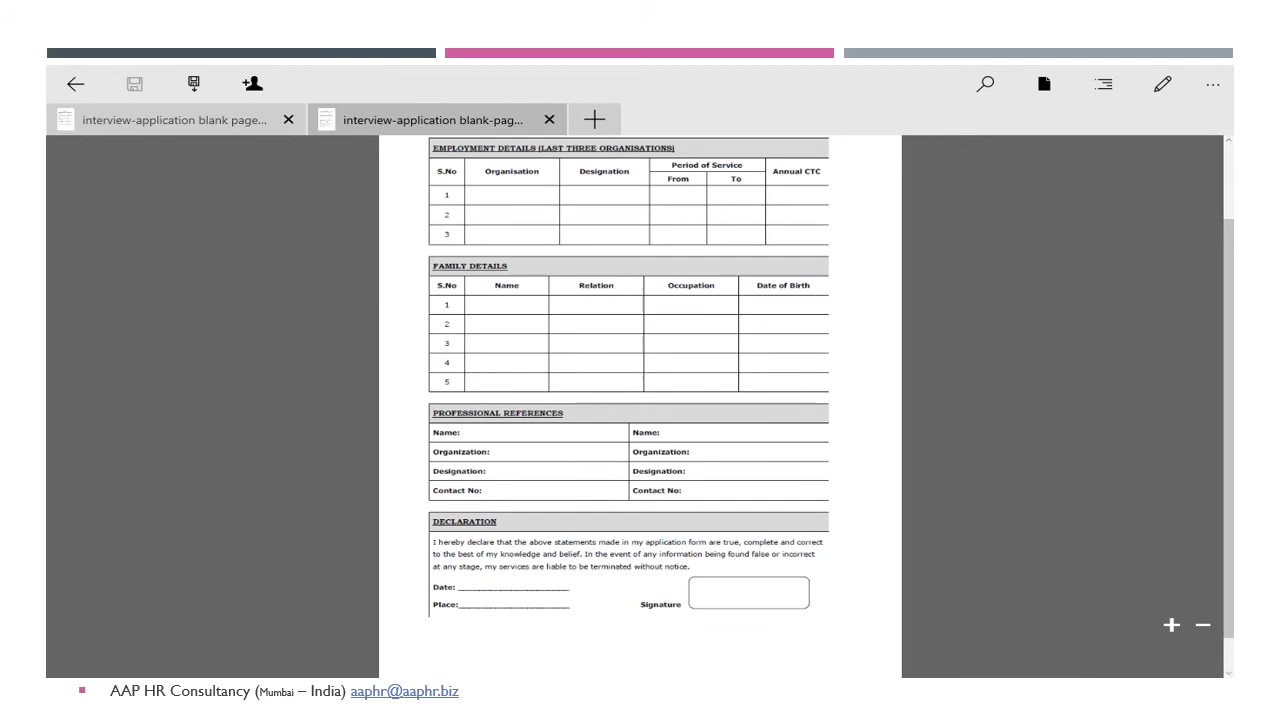 interview-application blank page...
interview-application blank-pag...
EMPLOYMENT DETAILS (LAST THREE ORGANISATIONS)
S.No Organisation Designation Period of Service Annual CTC
From To
1
2
3
FAMILY DETAILS
S.No Name Relation Occupation Date of Birth
1
2
3
4
5
PROFESSIONAL REFERENCES
Name: Name:
Organization: Organization:
Designation: Designation:
Contact No: Contact No:
DECLARATION
I hereby declare that the above statements made in my application form are true, complete and correct
to the best of my knowledge and belief. In the event of any information being found false or incorrect
at any stage, my services are liable to be terminated without notice.
Date: ____________________
Place:____________________ Signature
AAP HR Consultancy (Mumbai – India) aaphr@aaphr.biz